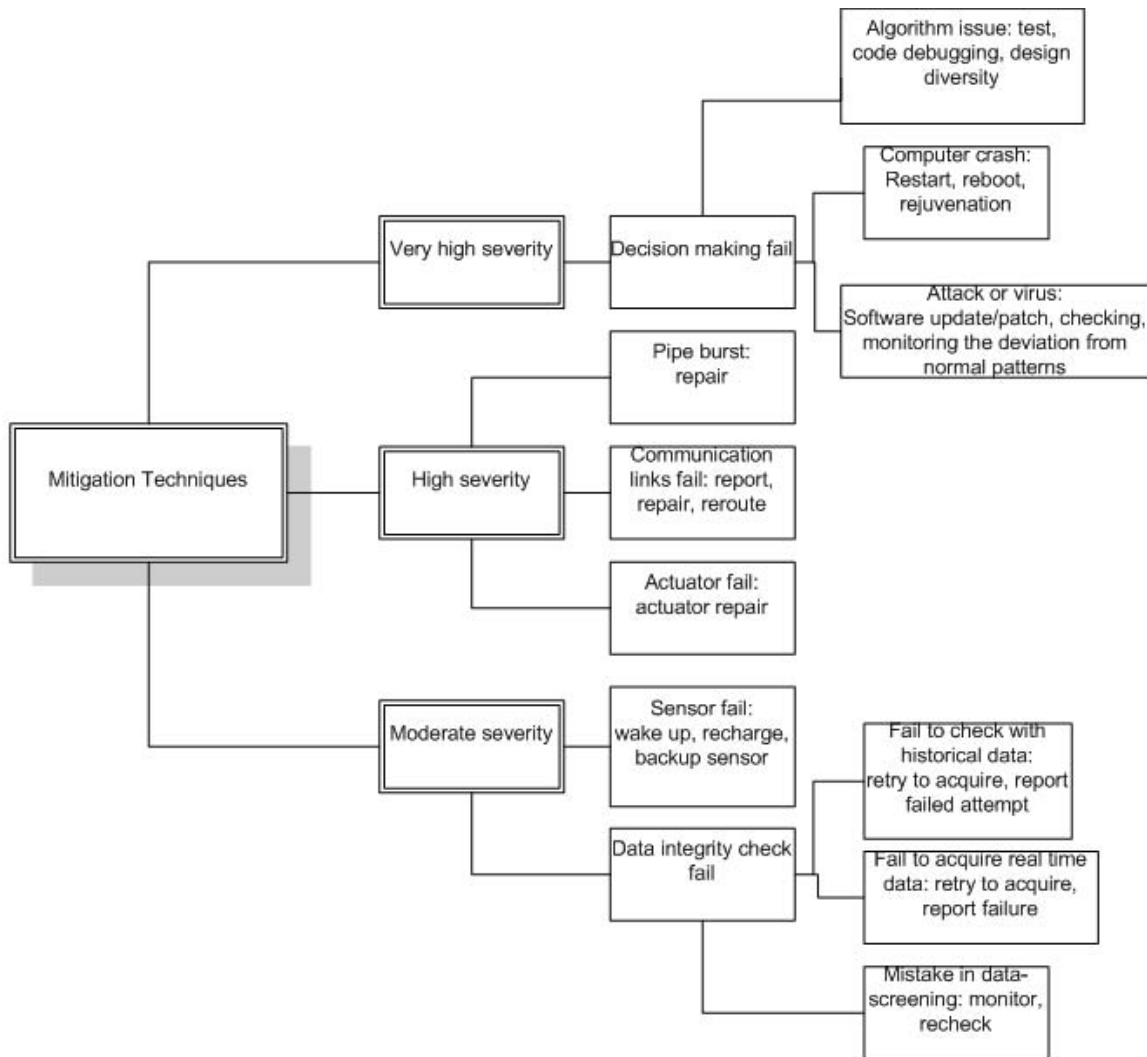 Algorithm issue: test,
code debugging, design
diversity
Computer crash:
Restart, reboot,
rejuvenation
Very high severity
Decision making fail
Attack or virus:
Software update/patch, checking,
monitoring the deviation from
normal patterns
Pipe burst:
repair
Mitigation Techniques
High severity
Communication
links fail: report,
repair, reroute
Actuator fail:
actuator repair
Moderate severity
Sensor fail:
wake up, recharge,
backup sensor
Fail to check with
historical data:
retry to acquire, report
failed attempt
Data integrity check
fail
Fail to acquire real time
data: retry to acquire,
report failure
Mistake in data-
screening: monitor,
recheck